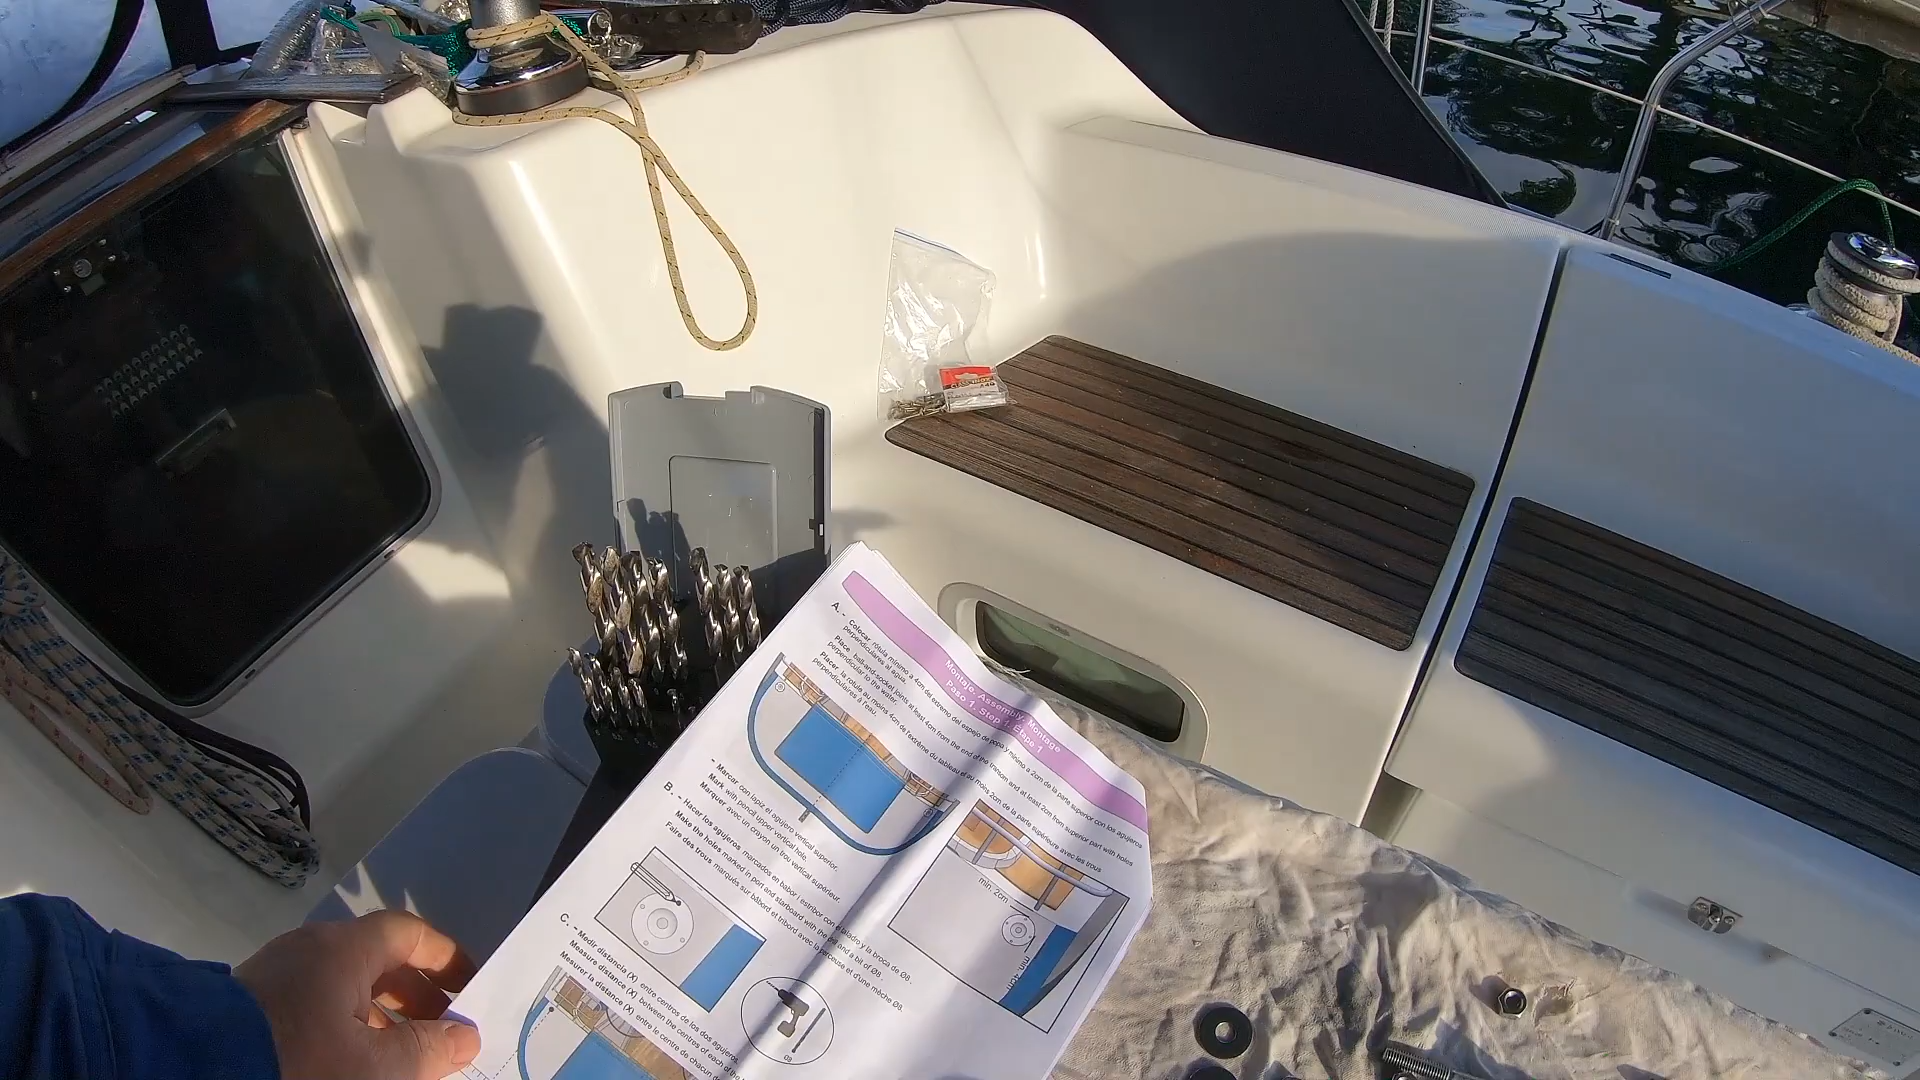 Montaje. Assembly. Montage
Paso 1. Step 1. Étape 1
A. - Colocar rótula mínimo a 4cm del extremo del espejo de popa y mínimo a 2cm de la parte superior con los agujeros
perpendiculares al agua.
Place ball-and-socket joints at least 4cm from the end of the transom and at least 2cm from superior part with holes
perpendicular to the water.
Placer la rotule au moins 4cm de l'extrême du tableau et au moins 2cm de la parte supérieure avec les trous
perpendiculaires à l'eau.
min. 2cm
min. 4cm
- Marcar con lapiz el agujero vertical superior.
Mark with pencil upper vertical hole.
Marquer avec un crayon un trou vertical supérieur.
B. - Hacer los agujeros marcados en babor / estribor con el taladro y la broca de Ø8.
Make the holes marked in port and starboard with the drill and a bit of Ø8.
Faire des trous marqués sur bâbord et tribord avec la perceuse et d'une mèche Ø8.
Ø8
C. - Medir distancia (X) entre centros de los dos agujeros.
Measure distance (X) between the centres of each of the
Mesurer la distance (X) entre le centre de chacun de